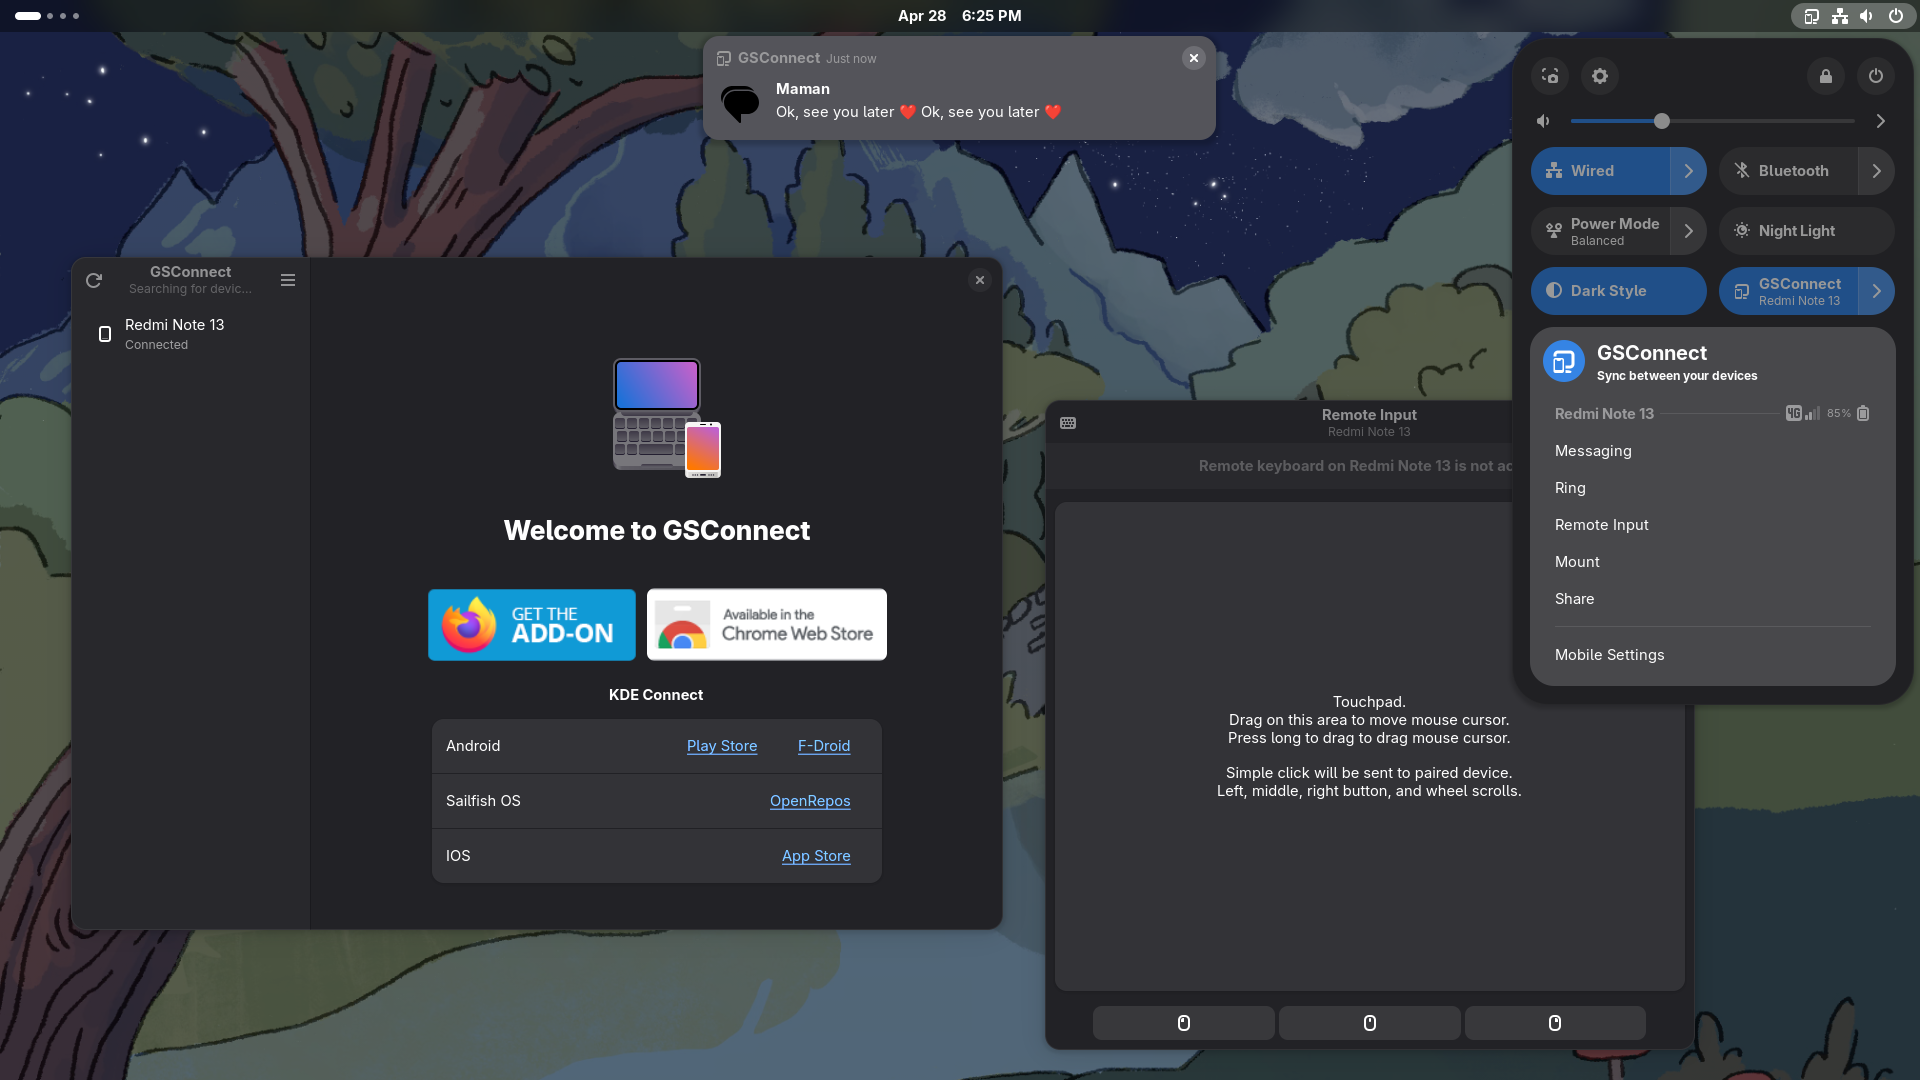 Apr 28 6:25 PM
GSConnect Just now
Maman
Ok, see you later ❤️ Ok, see you later ❤️
GSConnect
Searching for devic...
Redmi Note 13
Connected
Welcome to GSConnect
GET THE
ADD-ON
Available in the
Chrome Web Store
KDE Connect
Android Play Store F-Droid
Sailfish OS OpenRepos
IOS App Store
Remote Input
Redmi Note 13
Remote keyboard on Redmi Note 13 is not ac
Touchpad.
Drag on this area to move mouse cursor.
Press long to drag to drag mouse cursor.
Simple click will be sent to paired device.
Left, middle, right button, and wheel scrolls.
Wired Bluetooth
Power Mode
Balanced
Night Light
Dark Style
GSConnect
Redmi Note 13
GSConnect
Sync between your devices
Redmi Note 13 4G 85%
Messaging
Ring
Remote Input
Mount
Share
Mobile Settings